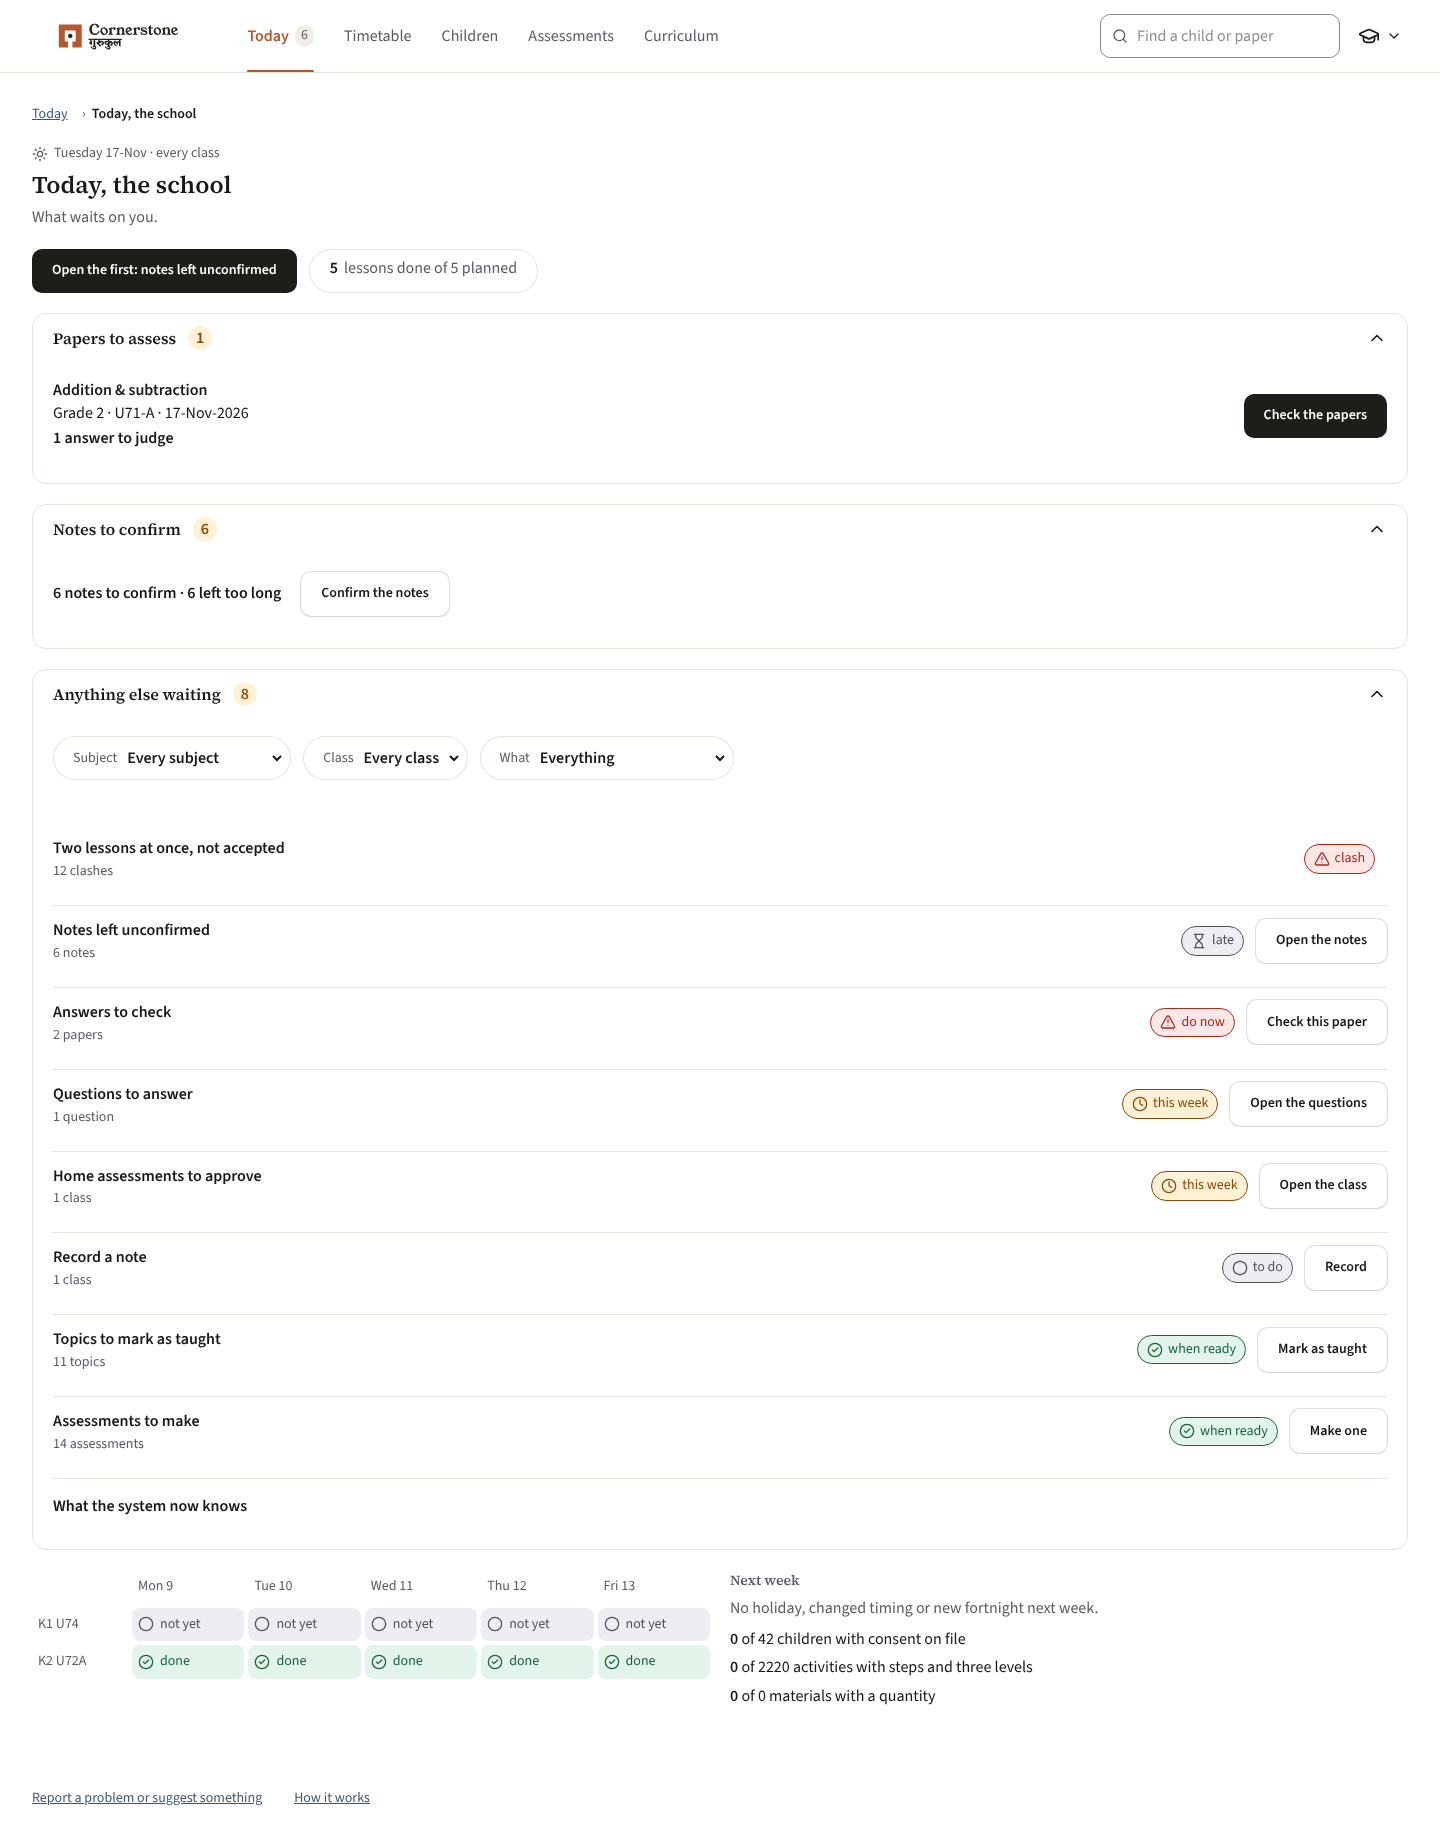 Cornerstone
गुरुकुल
Today 6
Timetable
Children
Assessments
Curriculum
Find a child or paper
Today › Today, the school
Tuesday 17-Nov · every class
Today, the school
What waits on you.
Open the first: notes left unconfirmed
5 lessons done of 5 planned
Papers to assess 1
Addition & subtraction
Grade 2 · U71-A · 17-Nov-2026
1 answer to judge
Check the papers
Notes to confirm 6
6 notes to confirm · 6 left too long
Confirm the notes
Anything else waiting 8
Subject Every subject
Class Every class
What Everything
Two lessons at once, not accepted
12 clashes
clash
Notes left unconfirmed
6 notes
late
Open the notes
Answers to check
2 papers
do now
Check this paper
Questions to answer
1 question
this week
Open the questions
Home assessments to approve
1 class
this week
Open the class
Record a note
1 class
to do
Record
Topics to mark as taught
11 topics
when ready
Mark as taught
Assessments to make
14 assessments
when ready
Make one
What the system now knows
Mon 9 Tue 10 Wed 11 Thu 12 Fri 13
K1 U74 not yet not yet not yet not yet not yet
K2 U72A done done done done done
Next week
No holiday, changed timing or new fortnight next week.
0 of 42 children with consent on file
0 of 2220 activities with steps and three levels
0 of 0 materials with a quantity
Report a problem or suggest something
How it works